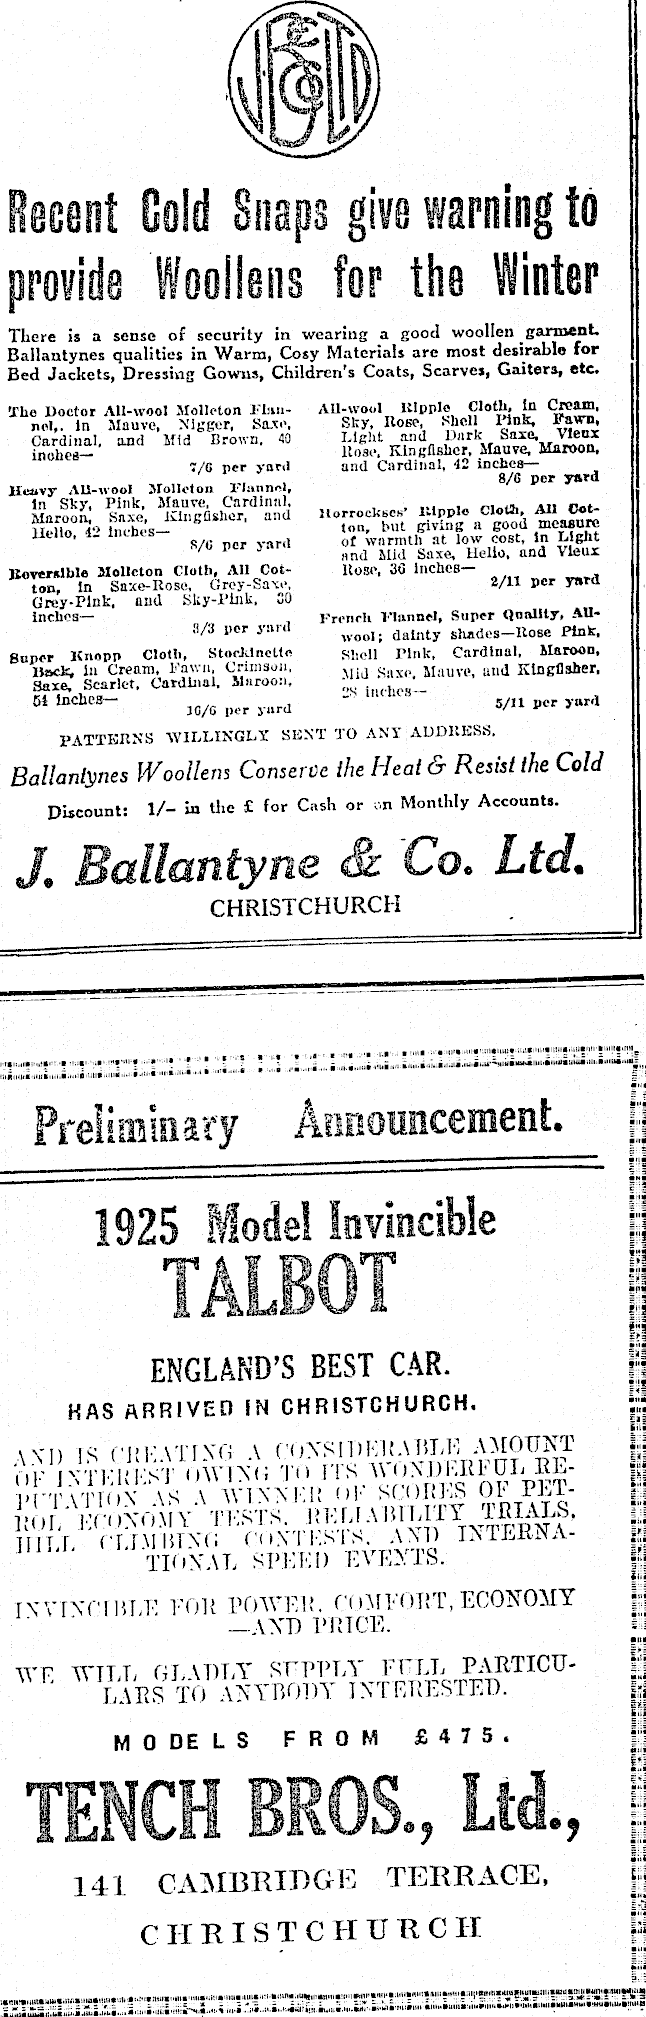 J.B & Co LTD
Recent Cold Snaps give warning to
provide Woollens for the Winter
There is a sense of security in wearing a good woollen garment.
Ballantynes qualities in Warm, Cosy Materials are most desirable for
Bed Jackets, Dressing Gowns, Children's Coats, Scarves, Gaiters, etc.
The Doctor All-wool Molleton Flan-
nel,. in Mauve, Nigger, Saxe,
Cardinal, and Mid Brown, 40
inches—
7/6 per yard
Heavy All-wool Molleton Flannel,
in Sky, Pink, Mauve, Cardinal,
Maroon, Saxe, Kingfisher, and
Helio, 42 inches—
8/6 per yard
Reversible Molleton Cloth, All Cot-
ton, in Saxe-Rose, Grey-Saxe,
Grey-Pink, and Sky-Pink,
inches—
3/3 per yard
Super Knopp Cloth, Stockinette
Back, in Cream, Fawn, Crimson,
Saxe, Scarlet, Cardinal, Maroon,
54 inches—
16/6 per yard
All-wool Ripple Cloth, in Cream,
Sky, Rose, Shell Pink, Fawn,
Light and Dark Saxe, Vieux
Rose, Kingfisher, Mauve, Maroon,
and Cardinal, 42 inches—
8/6 per yard
Horrockses' Ripple Cloth, All Cot-
ton, but giving a good measure
of warmth at low cost, in Light
and Mid Saxe, Helio, and Vieux
Rose, 36 inches—
2/11 per yard
French Flannel, Super Quality, All-
wool; dainty shades—Rose Pink,
Shell Pink, Cardinal, Maroon,
Mid Saxe, Mauve, and Kingfisher,
28 inches—
5/11 per yard
PATTERNS WILLINGLY SENT TO ANY ADDRESS.
Ballantynes Woollens Conserve the Heat & Resist the Cold
Discount: 1/- in the £ for Cash or on Monthly Accounts.
J. Ballantyne & Co. Ltd.
CHRISTCHURCH
Preliminary Announcement.
1925 Model Invincible
TALBOT
ENGLAND'S BEST CAR.
HAS ARRIVED IN CHRISTCHURCH.
AND IS CREATING A CONSIDERABLE AMOUNT
OF INTEREST OWING TO ITS WONDERFUL RE-
PUTATION AS A WINNER OF SCORES OF PET-
ROL ECONOMY TESTS, RELIABILITY TRIALS,
HILL CLIMBING CONTESTS, AND INTERNA-
TIONAL SPEED EVENTS.
INVINCIBLE FOR POWER, COMFORT, ECONOMY
—AND PRICE.
WE WILL GLADLY SUPPLY FULL PARTICU-
LARS TO ANYBODY INTERESTED.
MODELS FROM £475.
TENCH BROS., Ltd.,
141 CAMBRIDGE TERRACE,
CHRISTCHURCH